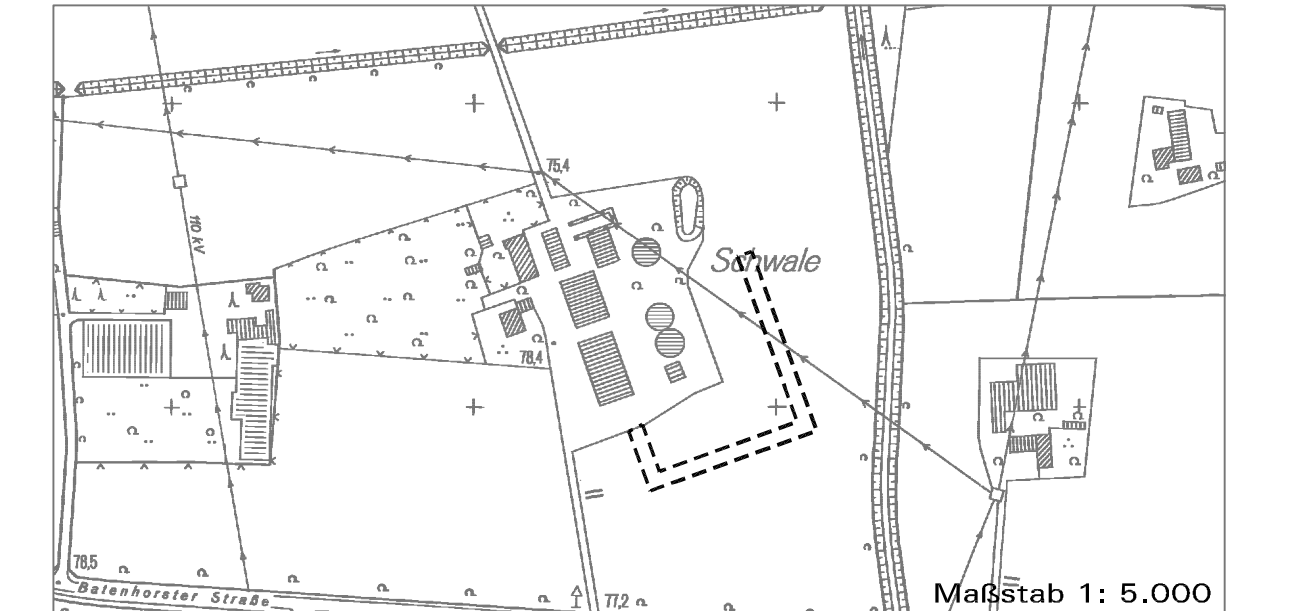 75,4
110 kV
Schwale
78,4
78,5
Batenhorster Straße
77,2
Maßstab 1: 5.000